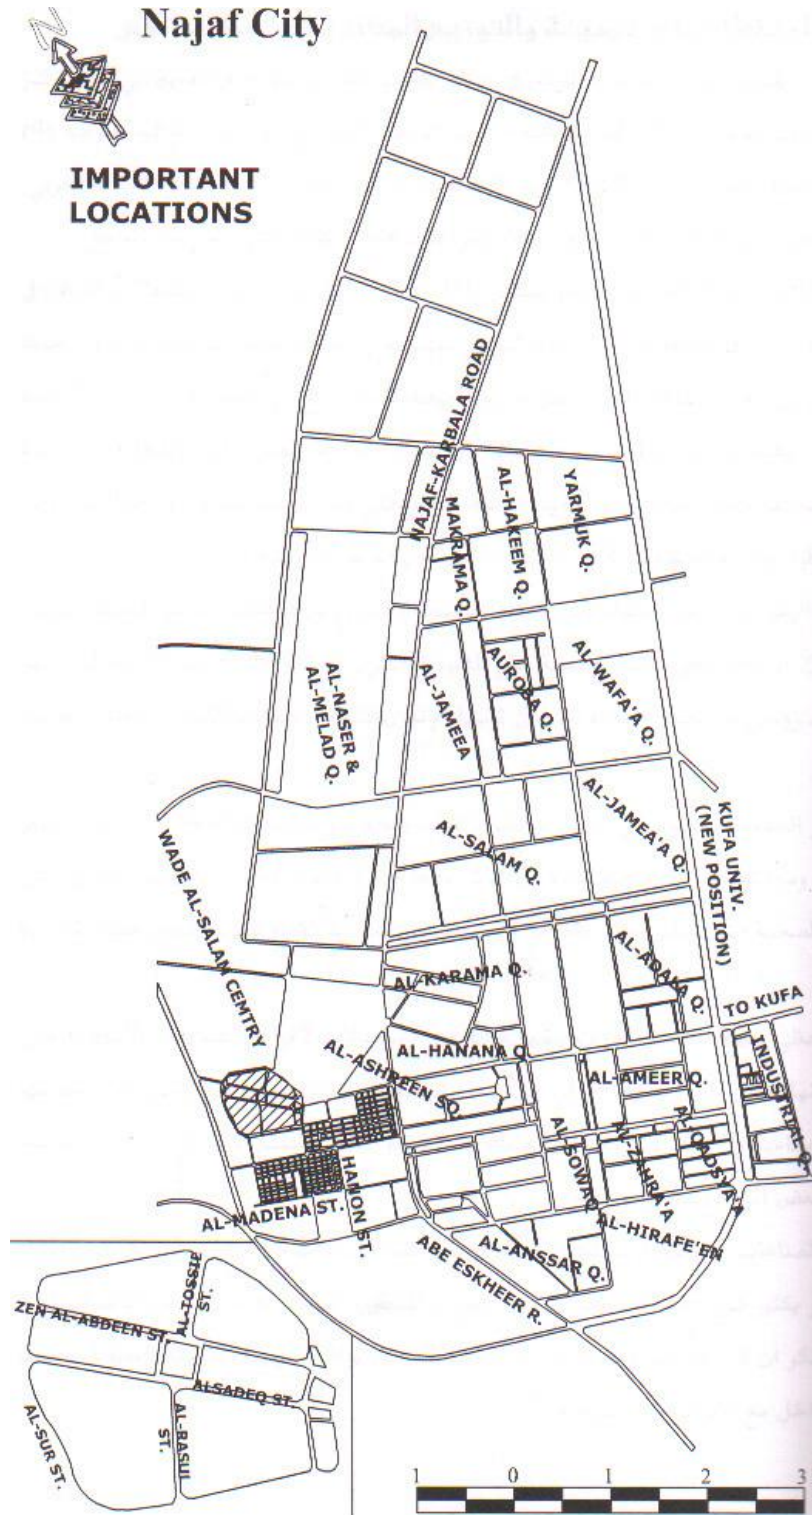 Najaf City
N
IMPORTANT
LOCATIONS
NAJAF-KARBALA ROAD
MAKRAMA Q.
AL-HAKEEM Q.
YARMUK Q.
AL-NASER &
AL-MELAD Q.
AL-JAMEEA
AUROBA Q.
AL-WAFA'A Q.
AL-SALAM Q.
AL-JAMEA'A Q.
KUFA UNIV.
(NEW POSITION)
WADE AL-SALAM CEMTRY
AL-KARAMA Q.
AL-ADALA Q.
TO KUFA
AL-HANANA Q.
AL-ASHREEN SQ.
AL-AMEER Q.
INDUSTRIAL Q.
AL-SOWAQ
AL-ZAHRA'A
AL-QADSYA'A
HANON ST.
AL-MADENA ST.
AL-HIRAFE'EN
AL-ANSSAR Q.
ABE ESKHEER R.
AL-TOSSIE
ST.
ZEN AL-ABDEEN ST.
ALSADEQ ST.
AL-SUR ST.
AL-RASUL
ST.
1 0 1 2 3